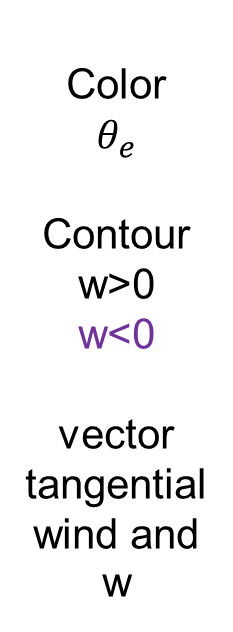 Color
θₑ
Contour
w>0
w<0
vector
tangential
wind and
w